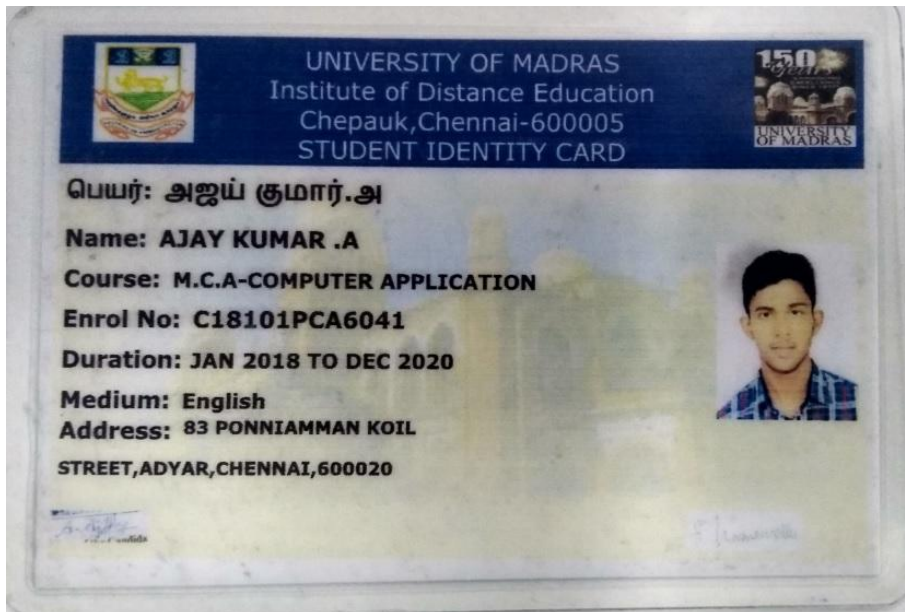 UNIVERSITY OF MADRAS
Institute of Distance Education
Chepauk,Chennai-600005
STUDENT IDENTITY CARD
150
Years
UNIVERSITY
OF MADRAS
பெயர்: அஜய் குமார்.அ
Name: AJAY KUMAR .A
Course: M.C.A-COMPUTER APPLICATION
Enrol No: C18101PCA6041
Duration: JAN 2018 TO DEC 2020
Medium: English
Address: 83 PONNIAMMAN KOIL
STREET,ADYAR,CHENNAI,600020